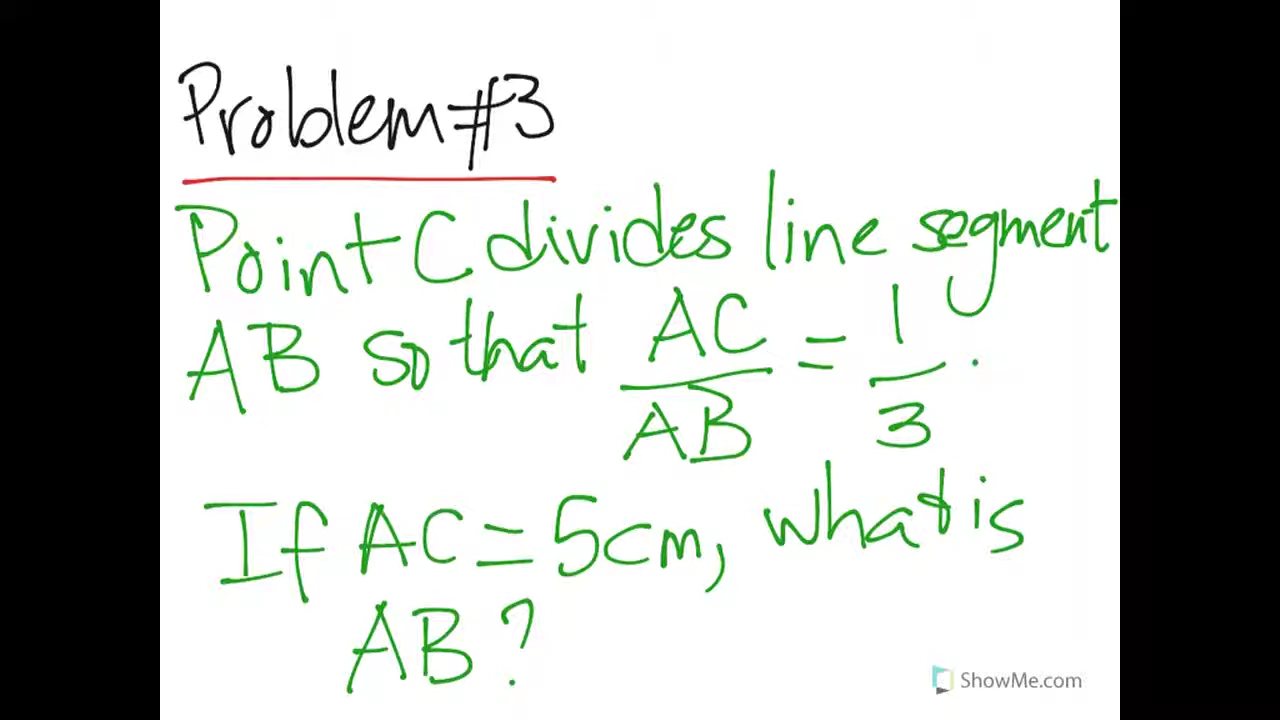 Problem #3
Point C divides line segment
AB so that AC/AB = 1/3.
If AC = 5cm, what is
AB?
ShowMe.com